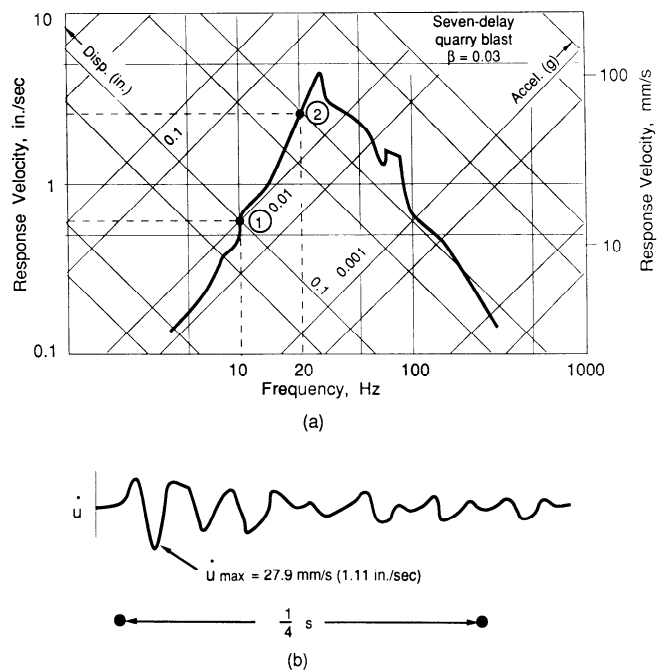 10
Seven-delay
quarry blast
β = 0.03
Disp. (in.)
Accel. (g)
100
0.1
2
1
0.01
1
10
0.1 0.001
0.1
10 20 100 1000
Response Velocity, in./sec
Response Velocity, mm/s
Frequency, Hz
(a)
u̇
u̇ max = 27.9 mm/s (1.11 in./sec)
1/4 s
(b)